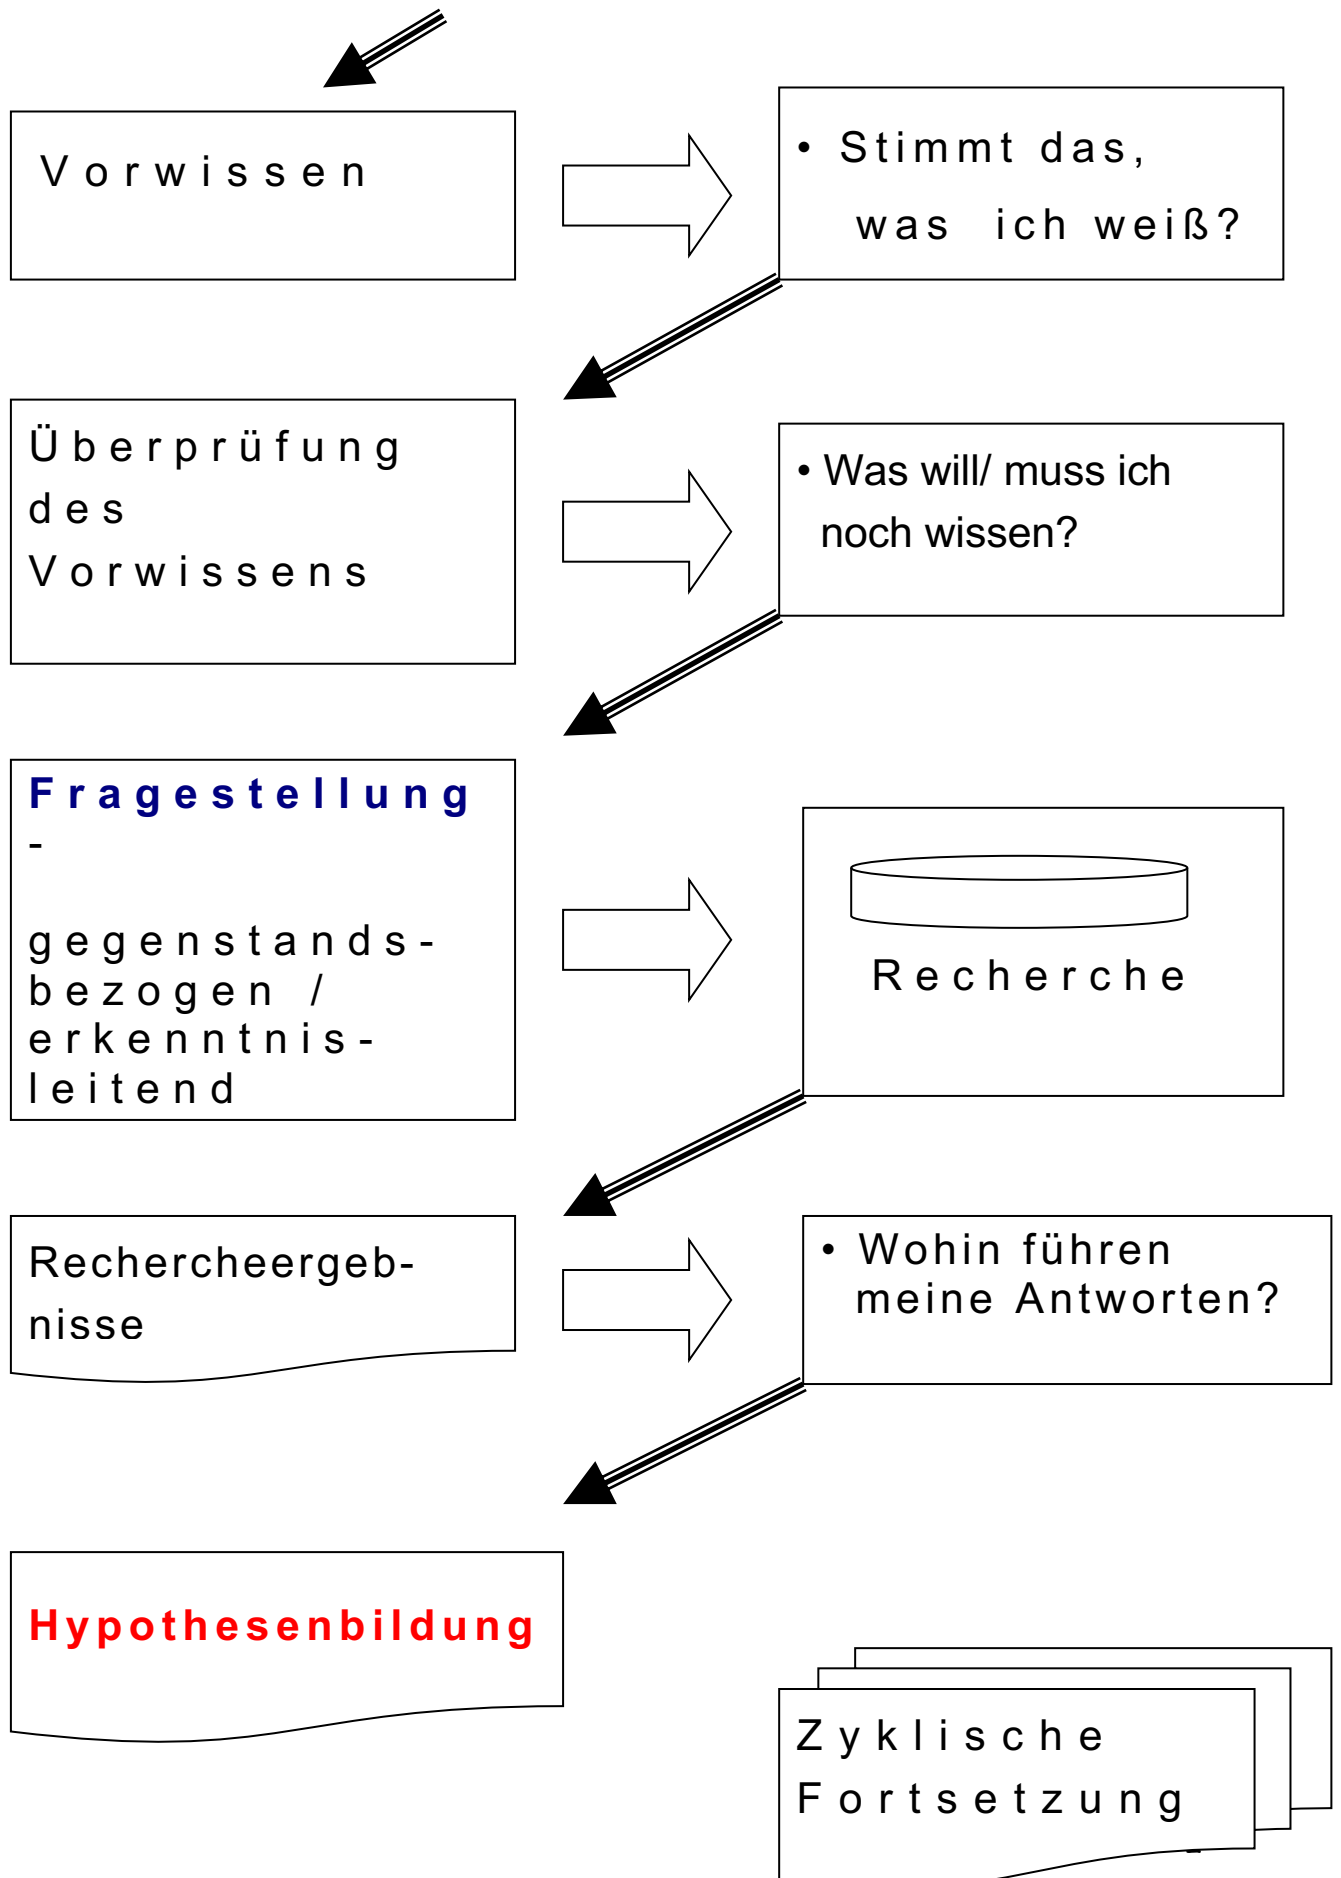 Vorwissen
• Stimmt das,
was ich weiß?
Überprüfung
des
Vorwissens
• Was will/ muss ich
noch wissen?
Fragestellung
-
gegenstands-
bezogen /
erkenntnis-
leitend
Recherche
Rechercheergeb-
nisse
• Wohin führen
meine Antworten?
Hypothesenbildung
Zyklische
Fortsetzung